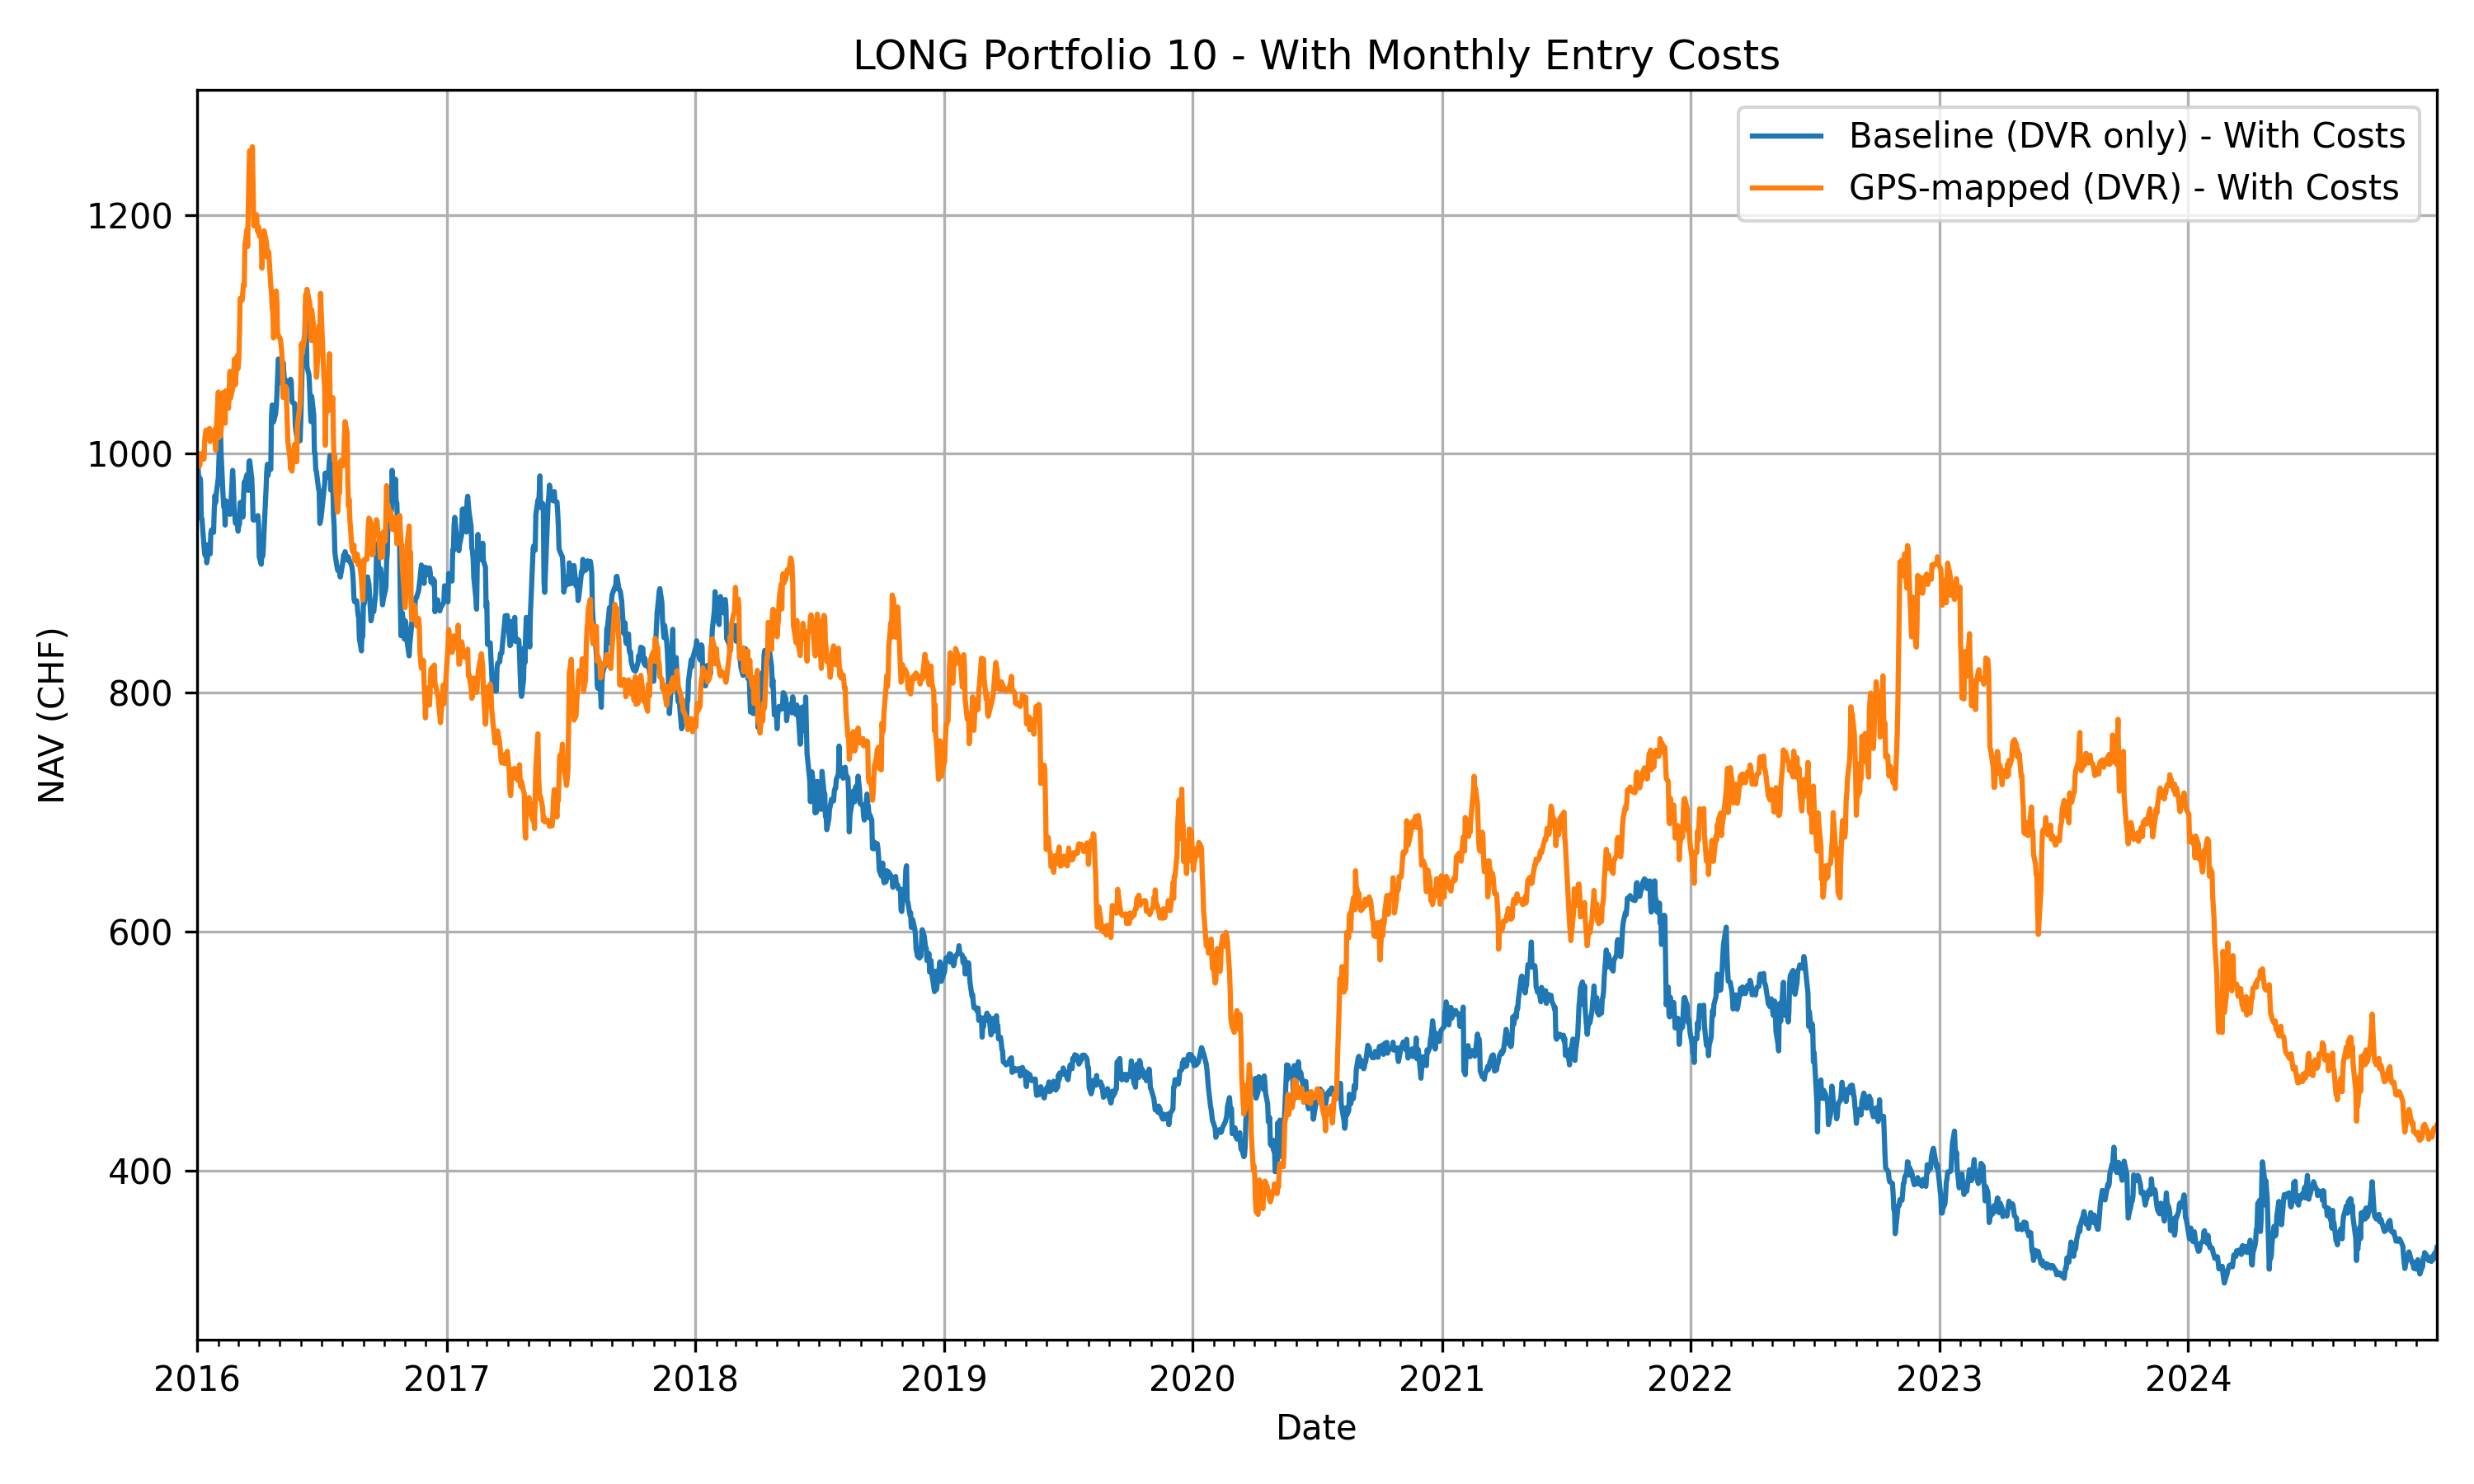 LONG Portfolio 10 - With Monthly Entry Costs
Baseline (DVR only) - With Costs
GPS-mapped (DVR) - With Costs
NAV (CHF)
1200
1000
800
600
400
2016 2017 2018 2019 2020 2021 2022 2023 2024
Date